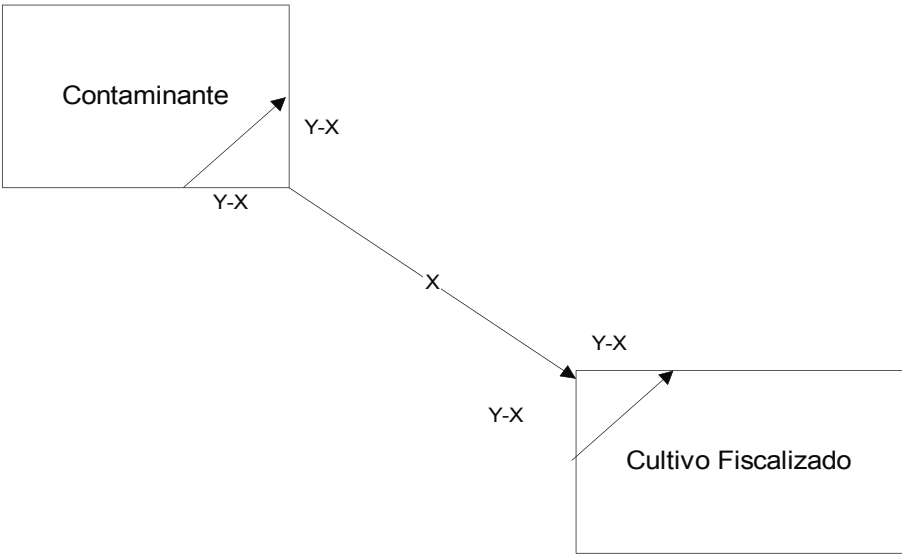 Contaminante
Y-X
Y-X
X
Y-X
Y-X
Cultivo Fiscalizado